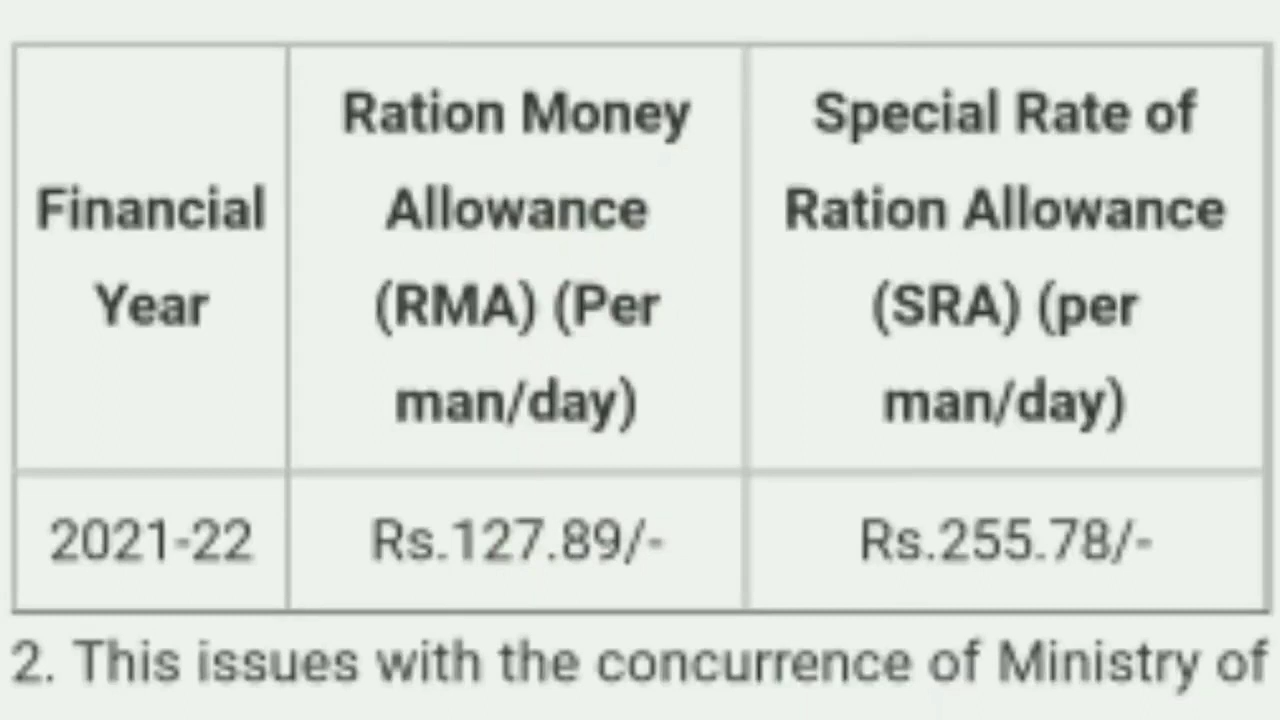 Financial
Year
Ration Money
Allowance
(RMA) (Per
man/day)
Special Rate of
Ration Allowance
(SRA) (per
man/day)
2021-22
Rs.127.89/-
Rs.255.78/-
2. This issues with the concurrence of Ministry of